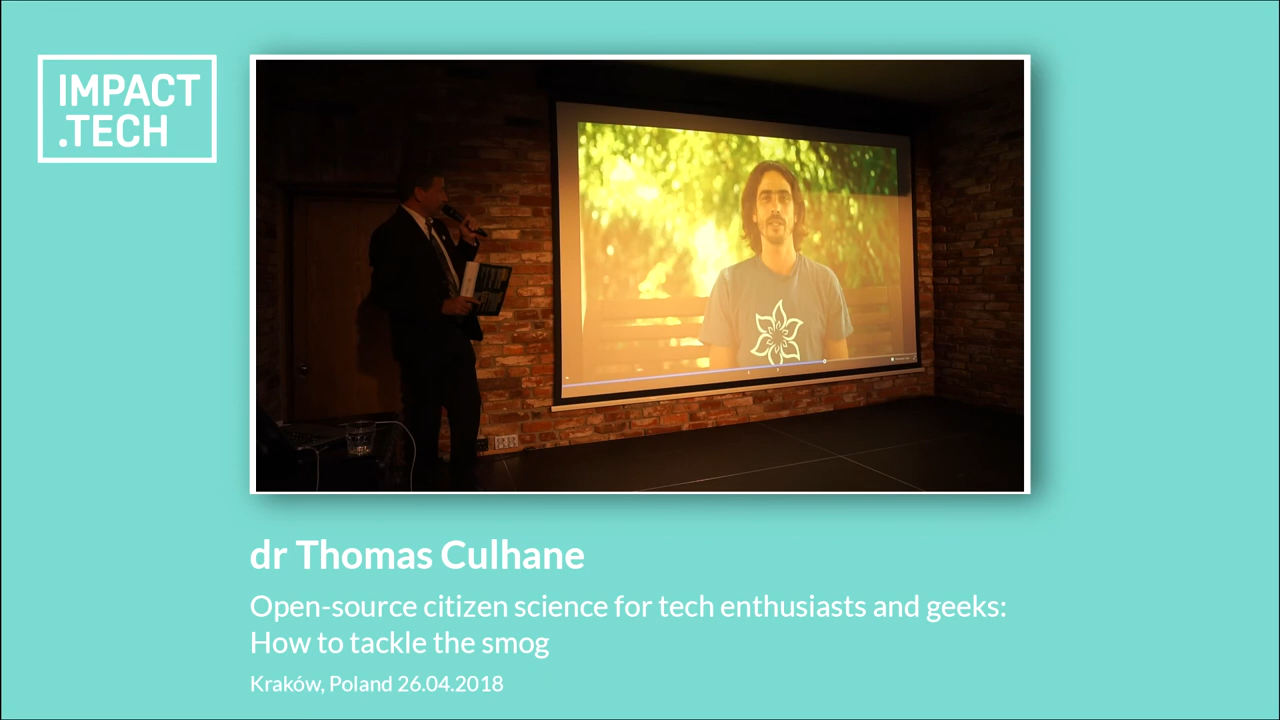 IMPACT
.TECH
dr Thomas Culhane
Open-source citizen science for tech enthusiasts and geeks:
How to tackle the smog
Kraków, Poland 26.04.2018